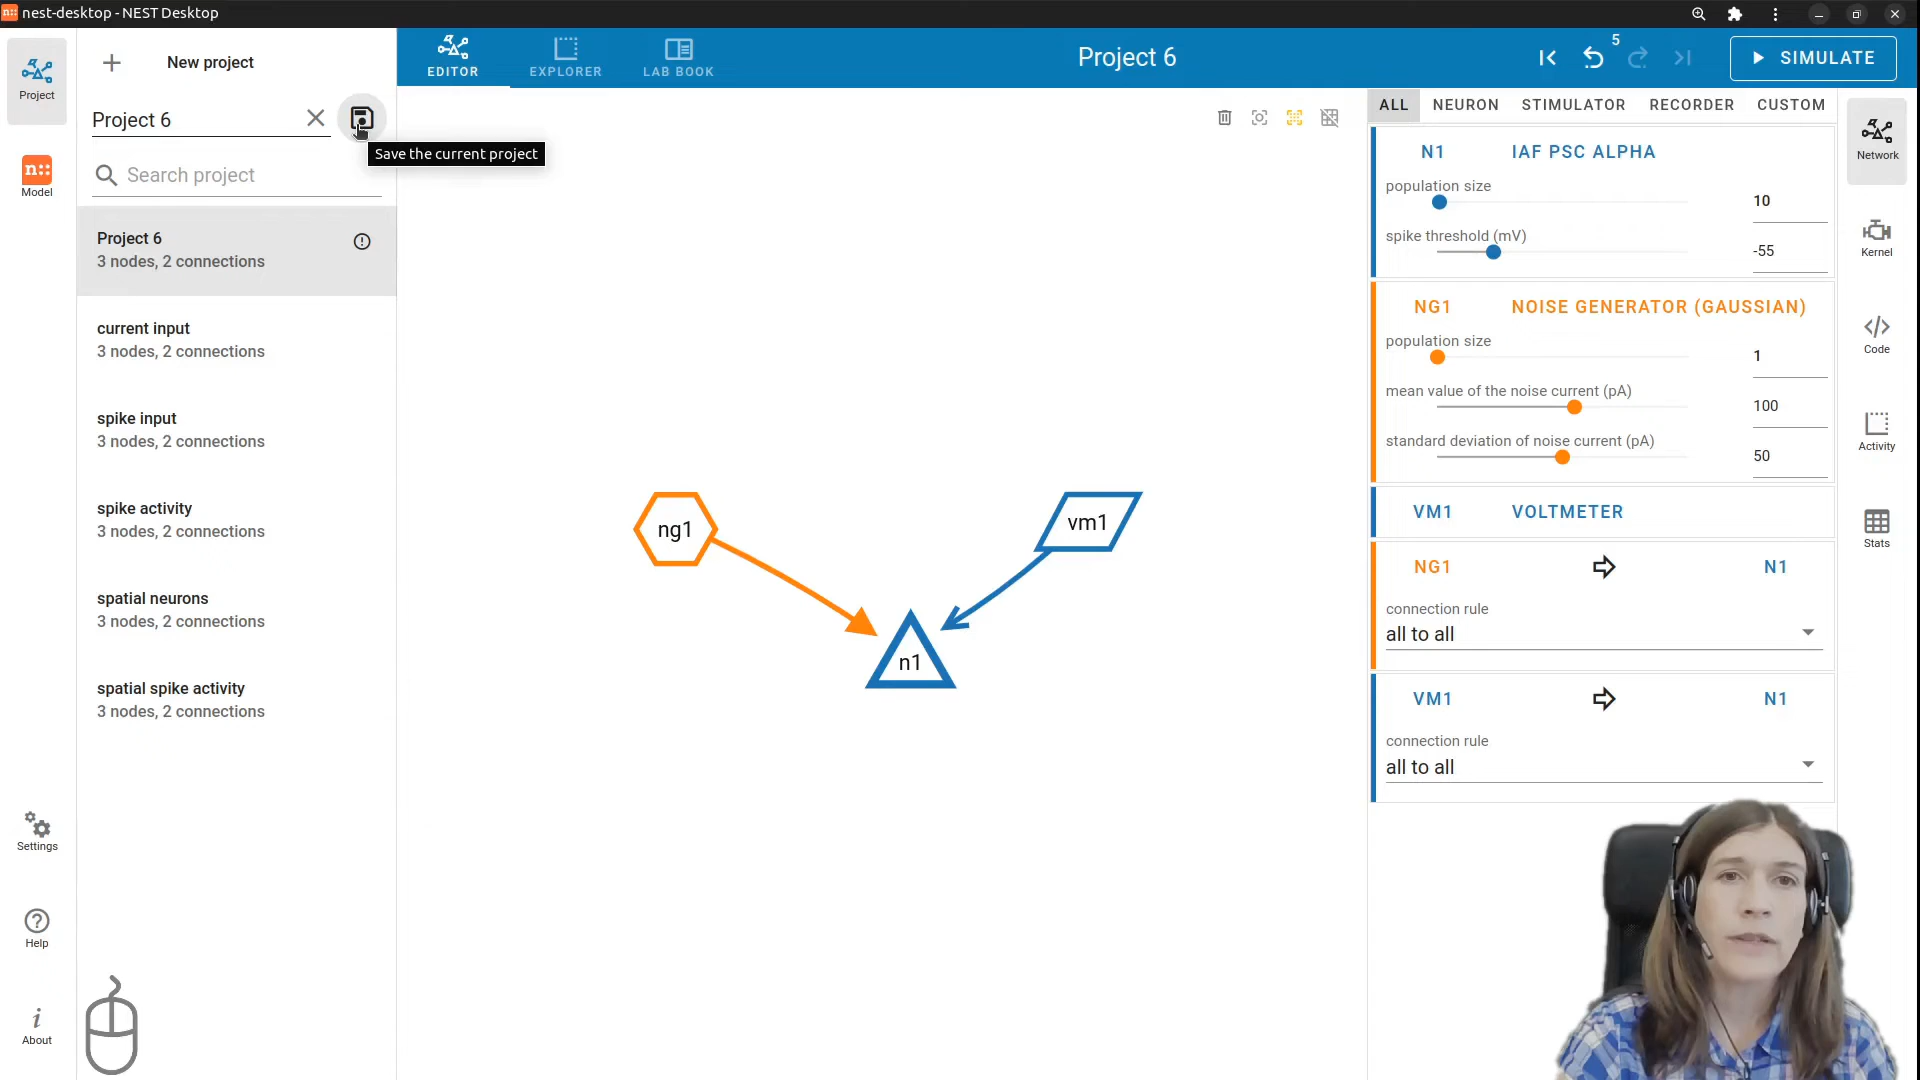 nest-desktop - NEST Desktop
Project
Model
Settings
Help
About
New project
Project 6
Save the current project
Search project
Project 6
3 nodes, 2 connections
current input
3 nodes, 2 connections
spike input
3 nodes, 2 connections
spike activity
3 nodes, 2 connections
spatial neurons
3 nodes, 2 connections
spatial spike activity
3 nodes, 2 connections
EDITOR
EXPLORER
LAB BOOK
Project 6
5
SIMULATE
ng1
vm1
n1
ALL NEURON STIMULATOR RECORDER CUSTOM
N1 IAF PSC ALPHA
population size
10
spike threshold (mV)
-55
NG1 NOISE GENERATOR (GAUSSIAN)
population size
1
mean value of the noise current (pA)
100
standard deviation of noise current (pA)
50
VM1 VOLTMETER
NG1 N1
connection rule
all to all
VM1 N1
connection rule
all to all
Network
Kernel
Code
Activity
Stats
n::
n::